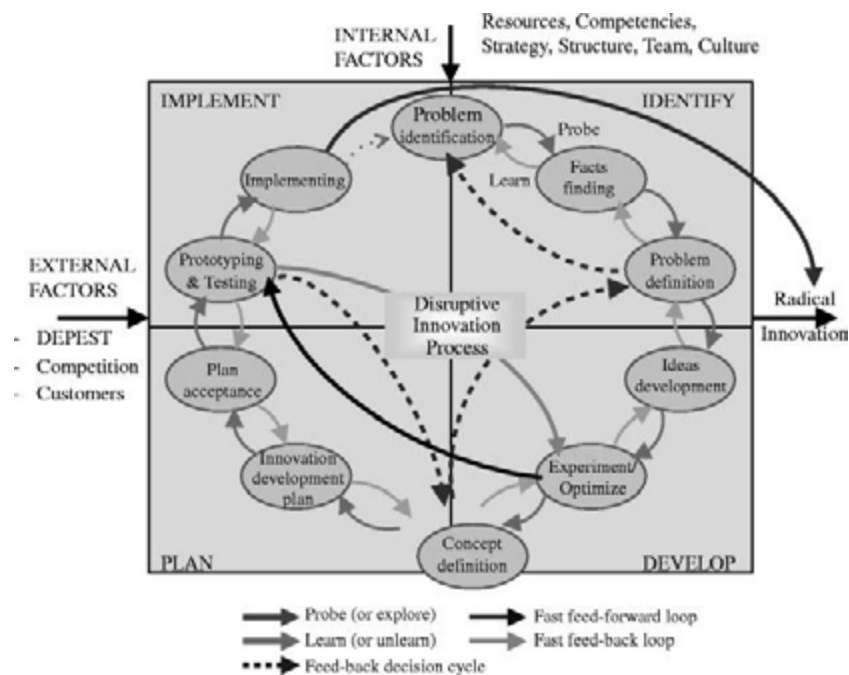 INTERNAL
FACTORS
Resources, Competencies,
Strategy, Structure, Team, Culture
IMPLEMENT
IDENTIFY
Problem
identification
Probe
Learn
Facts
finding
Implementing
Prototyping
& Testing
Problem
definition
EXTERNAL
FACTORS
- DEPEST
- Competition
- Customers
Disruptive
Innovation
Process
Radical
Innovation
Plan
acceptance
Ideas
development
Innovation
development
plan
Experiment/
Optimize
Concept
definition
PLAN
DEVELOP
Probe (or explore)
Fast feed-forward loop
Learn (or unlearn)
Fast feed-back loop
Feed-back decision cycle